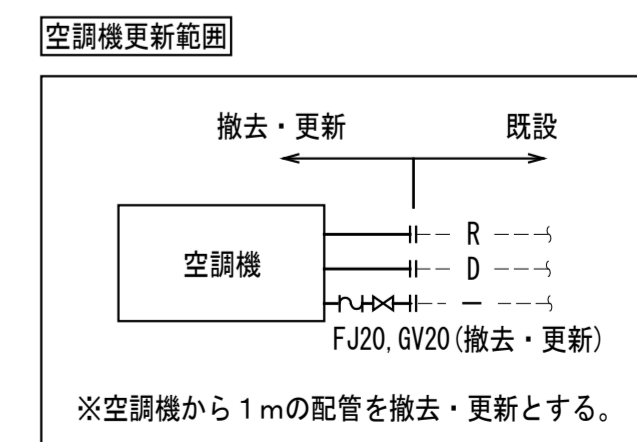 空調機更新範囲
撤去・更新 既設
R
空調機
D
FJ20,GV20(撤去・更新)
※空調機から1mの配管を撤去・更新とする。